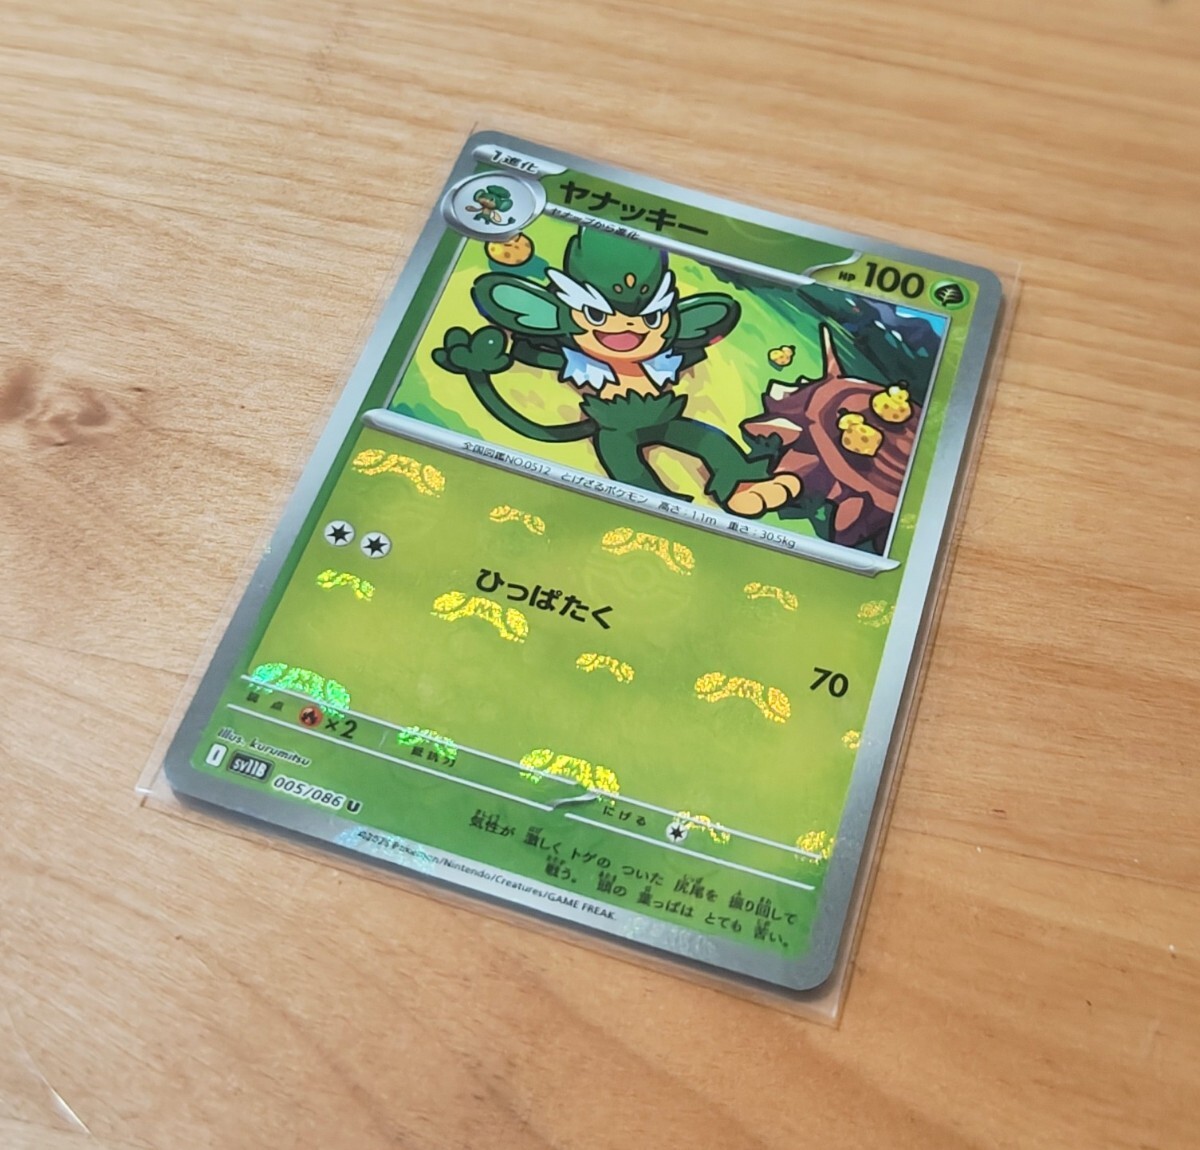 1進化
ヤナッキー
ヤナップから進化
HP 100
全国図鑑NO.0512 とげざるポケモン 高さ:1.1m 重さ:30.5kg
ひっぱたく
70
弱点 ×2
抵抗力
にげる
illus. kurumitsu
I sv11B 005/086 U
気性が 激しく トゲの ついた 尻尾を 振り回して
戦う。 頭の 葉っぱは とても 苦い。
©2025 Pokémon/Nintendo/Creatures/GAME FREAK.